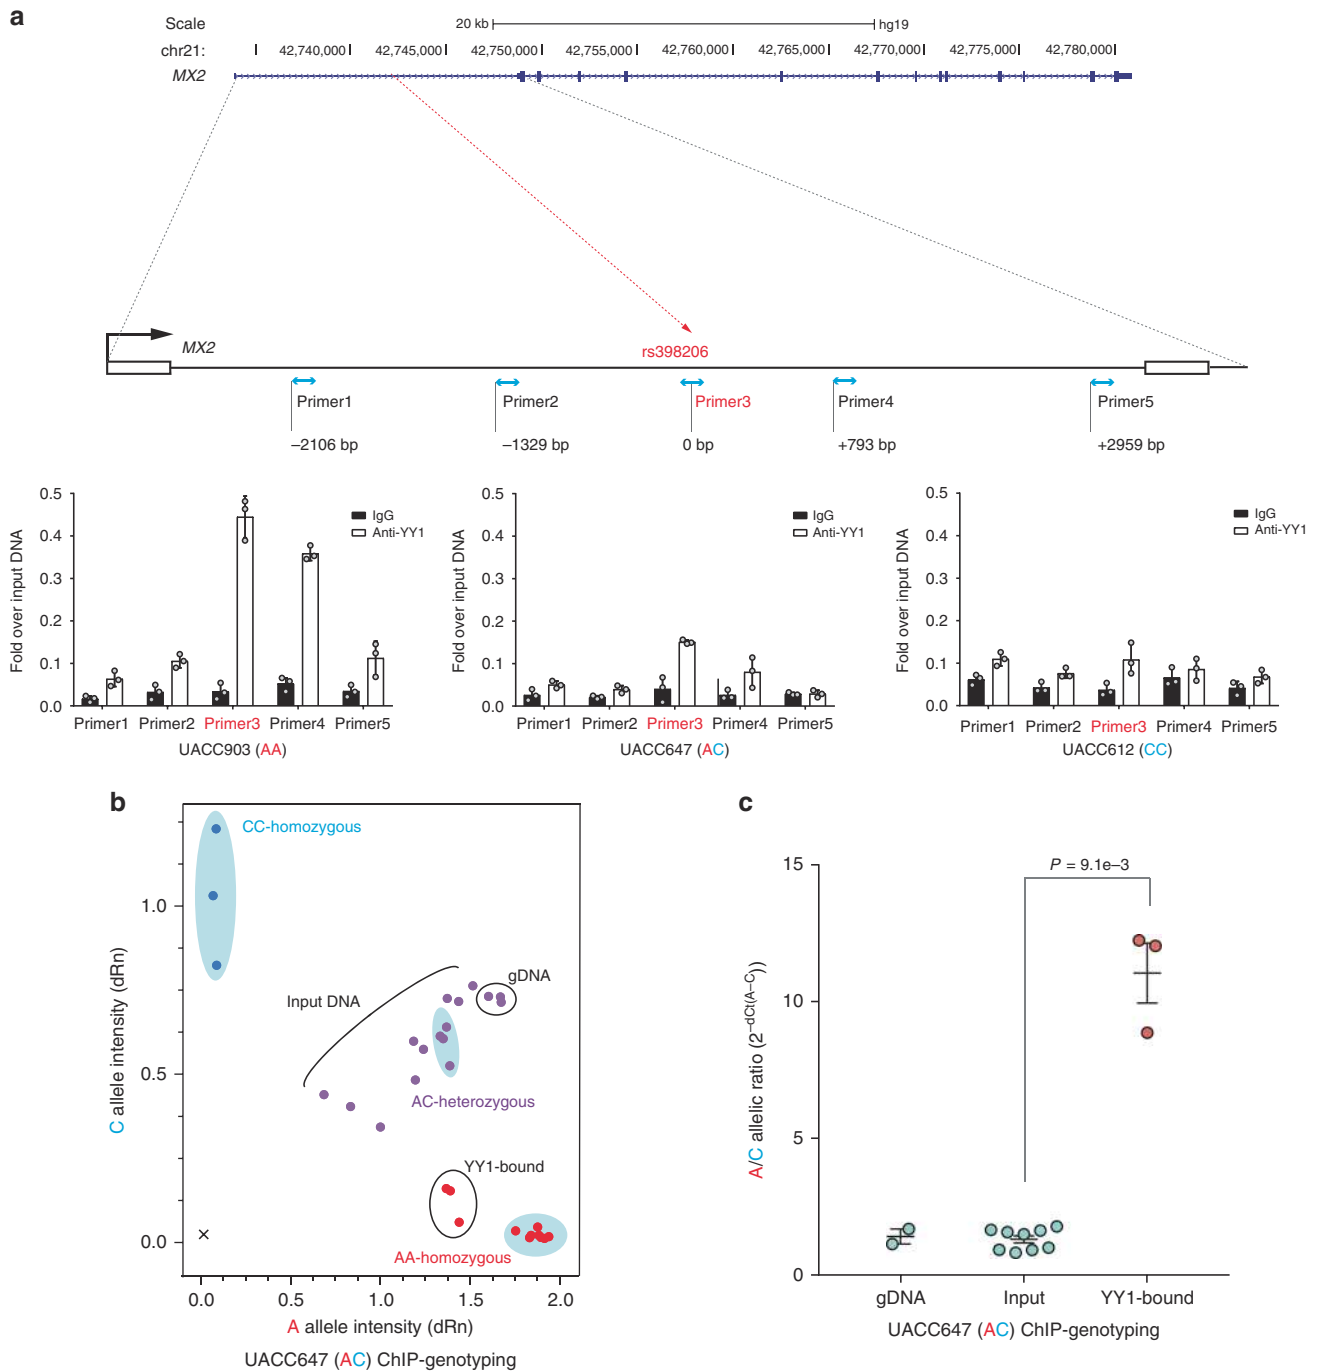 a
Scale 20 kb hg19
chr21: 42,740,000 42,745,000 42,750,000 42,755,000 42,760,000 42,765,000 42,770,000 42,775,000 42,780,000
MX2
MX2
rs398206
Primer1 Primer2 Primer3 Primer4 Primer5
–2106 bp –1329 bp 0 bp +793 bp +2959 bp
Fold over input DNA
0.5
0.4
0.3
0.2
0.1
0.0
IgG
Anti-YY1
Primer1 Primer2 Primer3 Primer4 Primer5
UACC903 (AA)
Fold over input DNA
0.5
0.4
0.3
0.2
0.1
0.0
IgG
Anti-YY1
Primer1 Primer2 Primer3 Primer4 Primer5
UACC647 (AC)
Fold over input DNA
0.5
0.4
0.3
0.2
0.1
0.0
IgG
Anti-YY1
Primer1 Primer2 Primer3 Primer4 Primer5
UACC612 (CC)
b
C allele intensity (dRn)
1.0
0.5
0.0
CC-homozygous
Input DNA
gDNA
AC-heterozygous
YY1-bound
AA-homozygous
0.0 0.5 1.0 1.5 2.0
A allele intensity (dRn)
UACC647 (AC) ChIP-genotyping
c
A/C allelic ratio (2^–dCt(A–C))
15
10
5
0
P = 9.1e–3
gDNA Input YY1-bound
UACC647 (AC) ChIP-genotyping